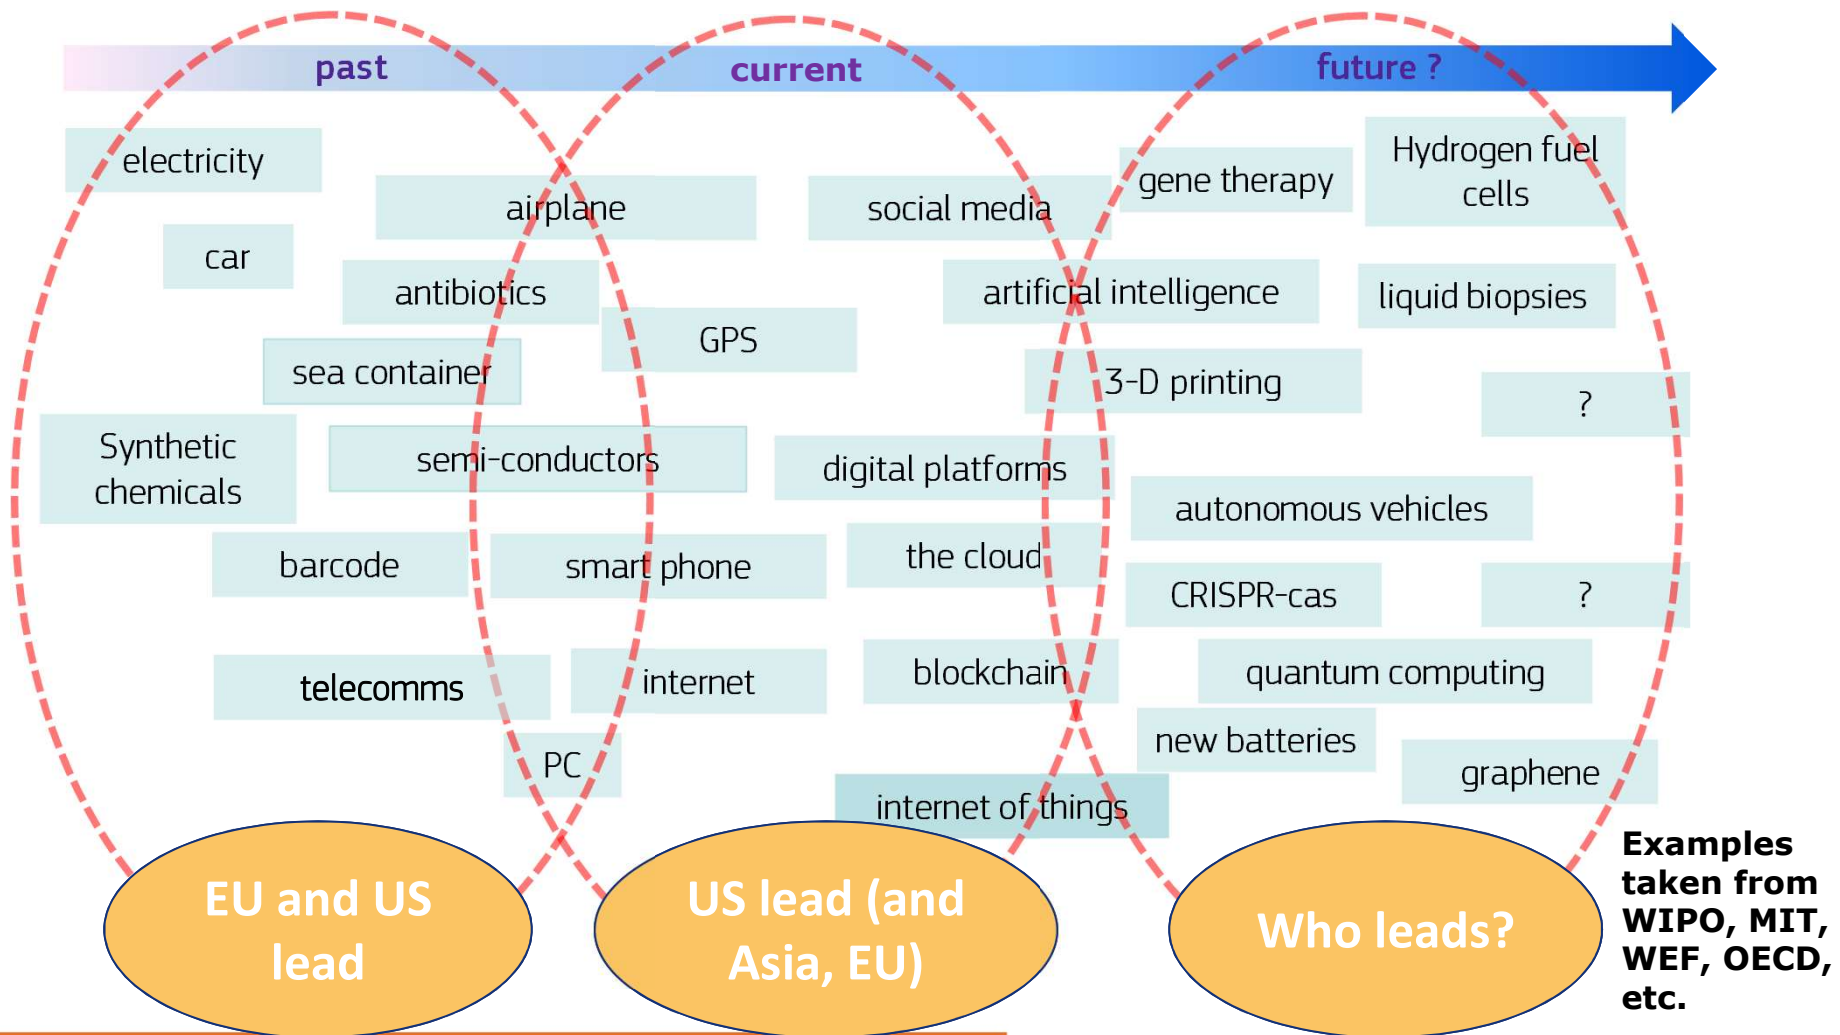 past
current
future ?
electricity
airplane
social media
gene therapy
Hydrogen fuel
cells
car
antibiotics
GPS
artificial intelligence
liquid biopsies
sea container
3-D printing
?
Synthetic
chemicals
semi-conductors
digital platforms
autonomous vehicles
barcode
smart phone
the cloud
CRISPR-cas
?
telecomms
internet
blockchain
quantum computing
PC
new batteries
graphene
internet of things
EU and US
lead
US lead (and
Asia, EU)
Who leads?
Examples
taken from
WIPO, MIT,
WEF, OECD,
etc.